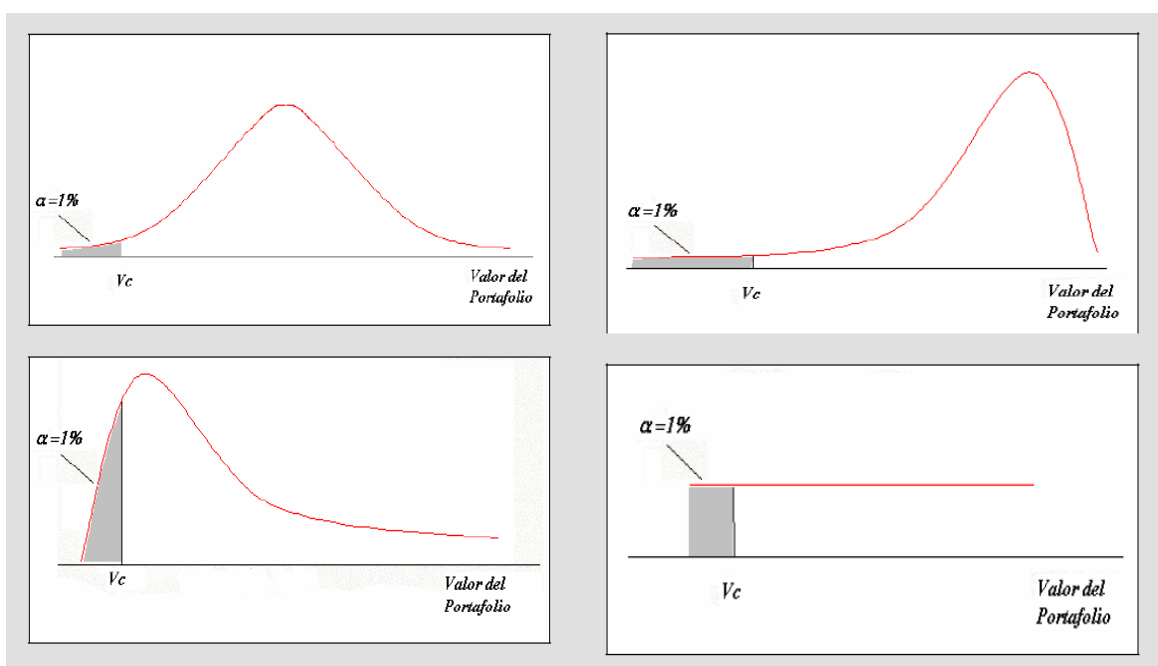 α=1%
Vc
Valor del
Portafolio
α=1%
Vc
Valor del
Portafolio
α=1%
Vc
Valor del
Portafolio
α=1%
Vc
Valor del
Portafolio